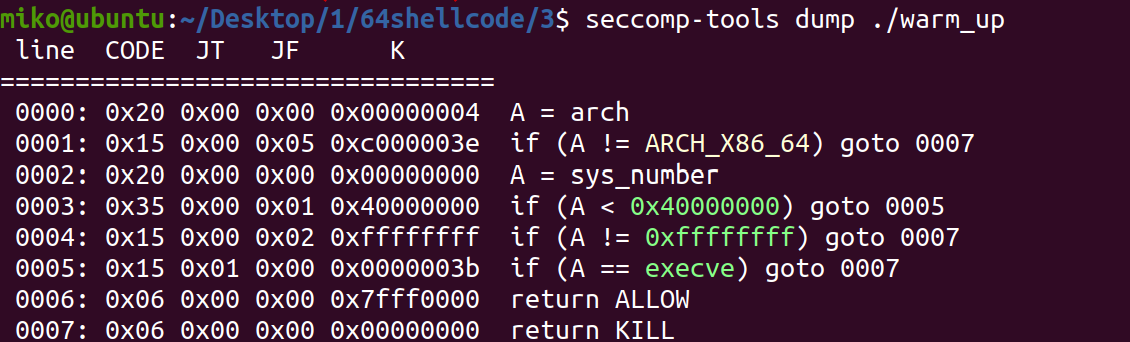 miko@ubuntu:~/Desktop/1/64shellcode/3$ seccomp-tools dump ./warm_up
 line  CODE  JT   JF      K
=================================
 0000: 0x20 0x00 0x00 0x00000004  A = arch
 0001: 0x15 0x00 0x05 0xc000003e  if (A != ARCH_X86_64) goto 0007
 0002: 0x20 0x00 0x00 0x00000000  A = sys_number
 0003: 0x35 0x00 0x01 0x40000000  if (A < 0x40000000) goto 0005
 0004: 0x15 0x00 0x02 0xffffffff  if (A != 0xffffffff) goto 0007
 0005: 0x15 0x01 0x00 0x0000003b  if (A == execve) goto 0007
 0006: 0x06 0x00 0x00 0x7fff0000  return ALLOW
 0007: 0x06 0x00 0x00 0x00000000  return KILL